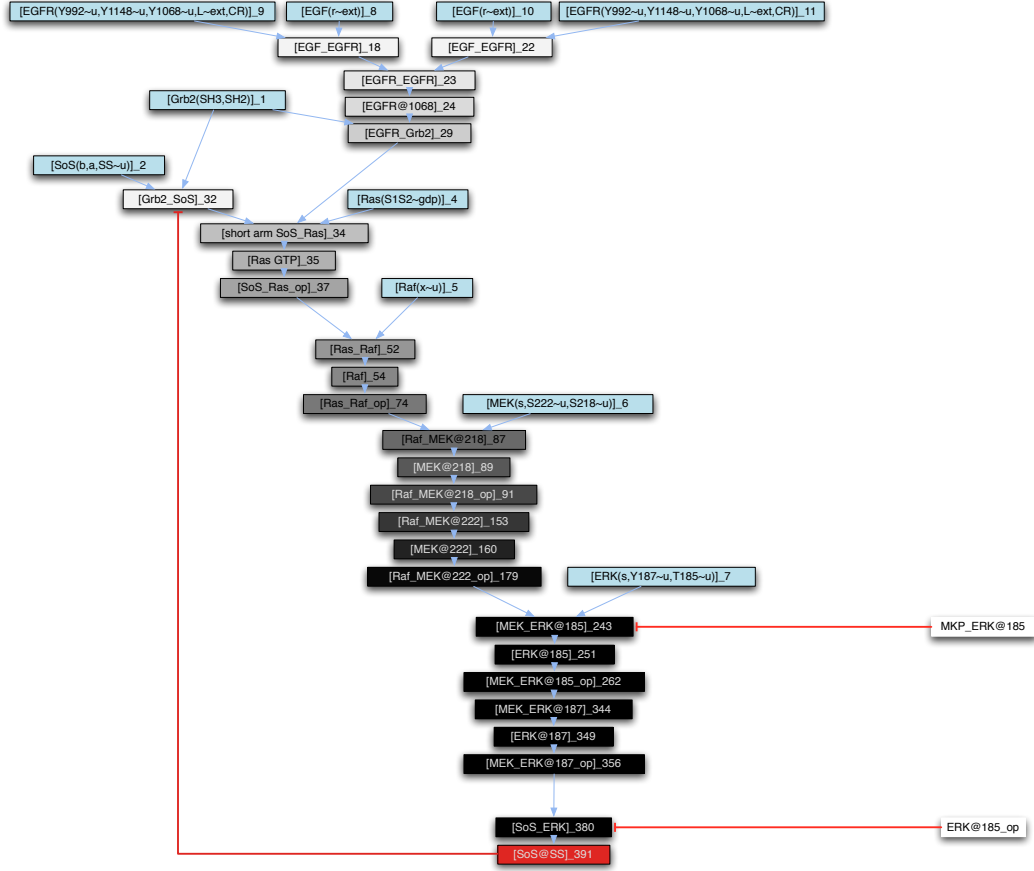 [EGFR(Y992~u,Y1148~u,Y1068~u,L~ext,CR)]_9
[EGF(r~ext)]_8
[EGF(r~ext)]_10
[EGFR(Y992~u,Y1148~u,Y1068~u,L~ext,CR)]_11
[EGF_EGFR]_18
[EGF_EGFR]_22
[EGFR_EGFR]_23
[Grb2(SH3,SH2)]_1
[EGFR@1068]_24
[EGFR_Grb2]_29
[SoS(b,a,SS~u)]_2
[Grb2_SoS]_32
[Ras(S1S2~gdp)]_4
[short arm SoS_Ras]_34
[Ras GTP]_35
[SoS_Ras_op]_37
[Raf(x~u)]_5
[Ras_Raf]_52
[Raf]_54
[Ras_Raf_op]_74
[MEK(s,S222~u,S218~u)]_6
[Raf_MEK@218]_87
[MEK@218]_89
[Raf_MEK@218_op]_91
[Raf_MEK@222]_153
[MEK@222]_160
[Raf_MEK@222_op]_179
[ERK(s,Y187~u,T185~u)]_7
[MEK_ERK@185]_243
MKP_ERK@185
[ERK@185]_251
[MEK_ERK@185_op]_262
[MEK_ERK@187]_344
[ERK@187]_349
[MEK_ERK@187_op]_356
[SoS_ERK]_380
ERK@185_op
[SoS@SS]_391